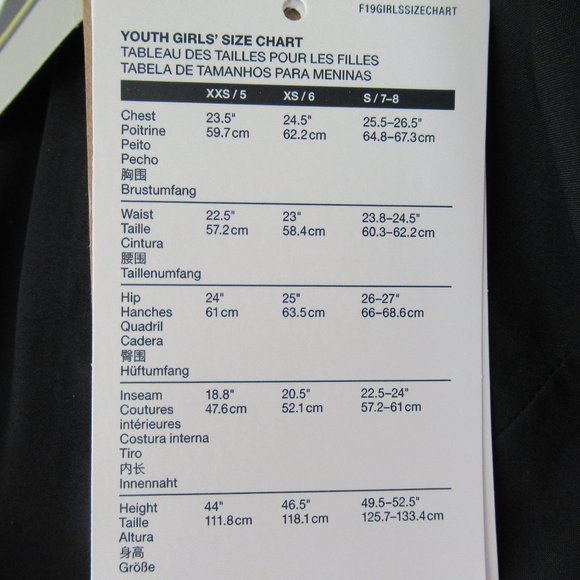 F19GIRLSSIZECHART
YOUTH GIRLS' SIZE CHART
TABLEAU DES TAILLES POUR LES FILLES
TABELA DE TAMANHOS PARA MENINAS
XXS / 5 XS / 6 S / 7–8
Chest 23.5" 24.5" 25.5–26.5"
Poitrine 59.7cm 62.2cm 64.8–67.3cm
Peito
Pecho
胸围
Brustumfang
Waist 22.5" 23" 23.8–24.5"
Taille 57.2cm 58.4cm 60.3–62.2cm
Cintura
腰围
Taillenumfang
Hip 24" 25" 26–27"
Hanches 61cm 63.5cm 66–68.6cm
Quadril
Cadera
臀围
Hüftumfang
Inseam 18.8" 20.5" 22.5–24"
Coutures 47.6cm 52.1cm 57.2–61cm
intérieures
Costura interna
Tiro
内长
Innennaht
Height 44" 46.5" 49.5–52.5"
Taille 111.8cm 118.1cm 125.7–133.4cm
Altura
身高
Größe